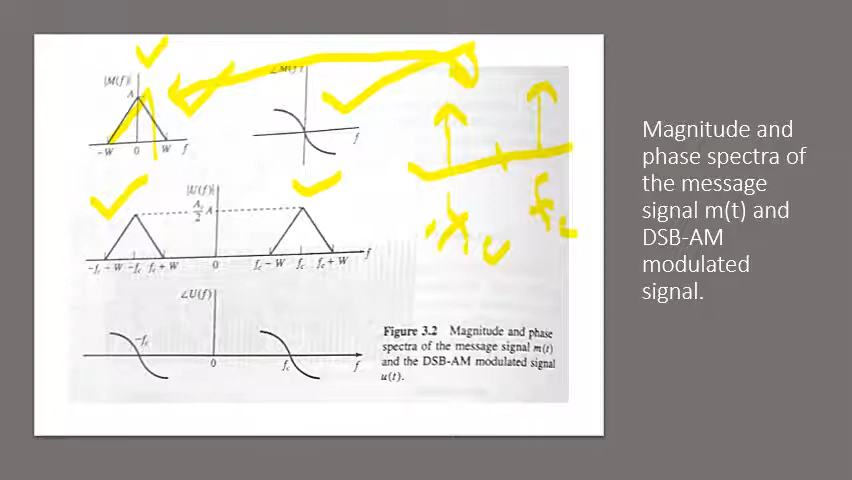 |M(f)|
∠M(f)
A
−W 0 W f
f
|U(f)|
A_c/2 A
−f_c − W −f_c −f_c + W 0 f_c − W f_c f_c + W f
∠U(f)
−f_c
0 f_c f
Figure 3.2 Magnitude and phase
spectra of the message signal m(t)
and the DSB-AM modulated signal
u(t).
Magnitude and
phase spectra of
the message
signal m(t) and
DSB-AM
modulated
signal.